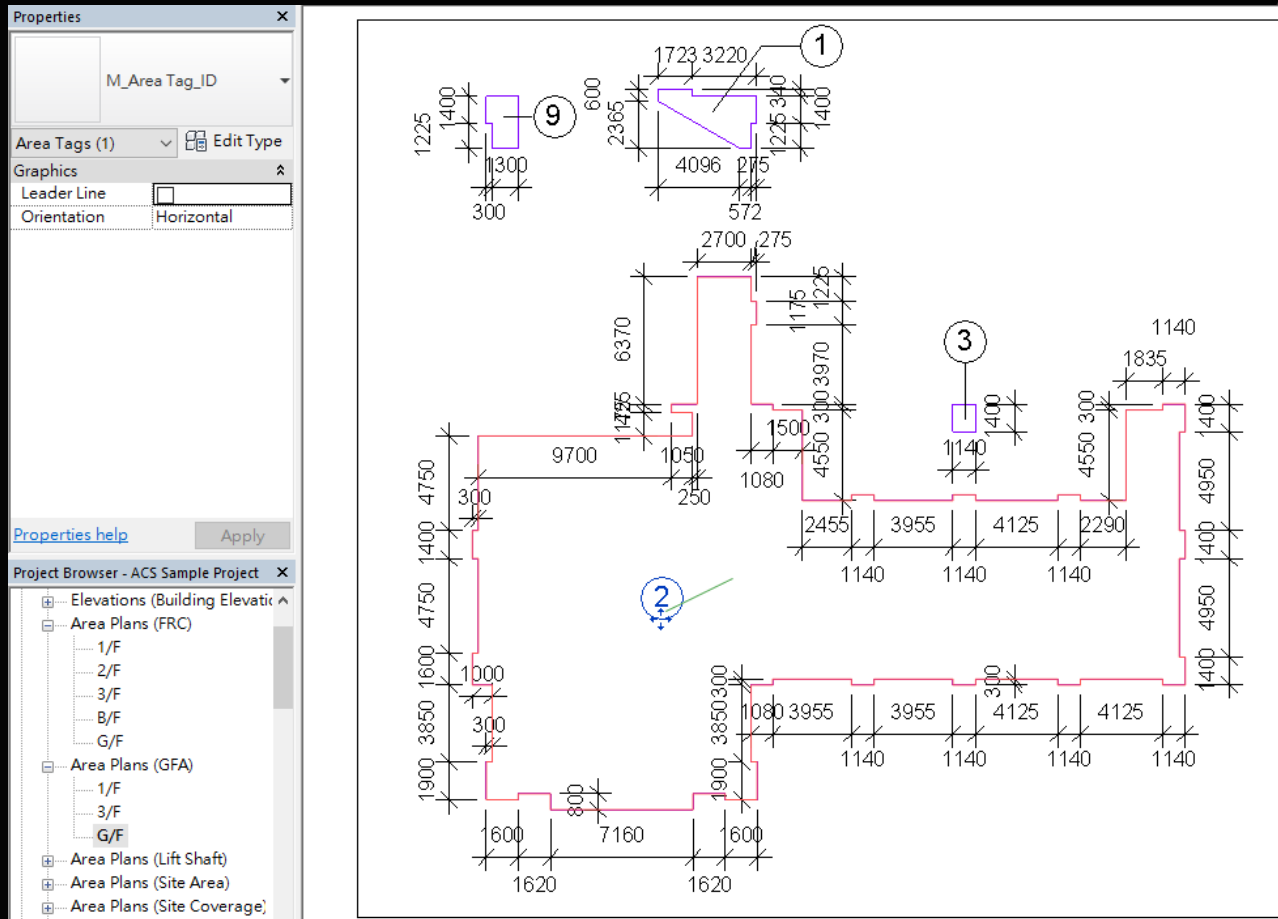 Properties
M_Area Tag_ID
Area Tags (1)
Edit Type
Graphics
Leader Line
Orientation Horizontal
Properties help
Apply
Project Browser - ACS Sample Project
Elevations (Building Elevatio
Area Plans (FRC)
1/F
2/F
3/F
B/F
G/F
Area Plans (GFA)
1/F
3/F
G/F
Area Plans (Lift Shaft)
Area Plans (Site Area)
Area Plans (Site Coverage)
1400
1225
9
1300
300
1723 3220
1
600
2365
340
1400
1225
4096 275
572
2700 275
1225
1175
6370
3970
300
4550
1140
1835
3
300
1400
1400
1140
4550
9700
1050
250
1500
1080
4750
300
1400
4750
1600
1000
3850
300
1900
4950
1400
4950
1400
2455 3955 4125 2290
1140 1140 1140
2
300
300
3850
1900
1080 3955 3955 4125 4125
1140 1140 1140 1140
800
1600 7160 1600
1620 1620